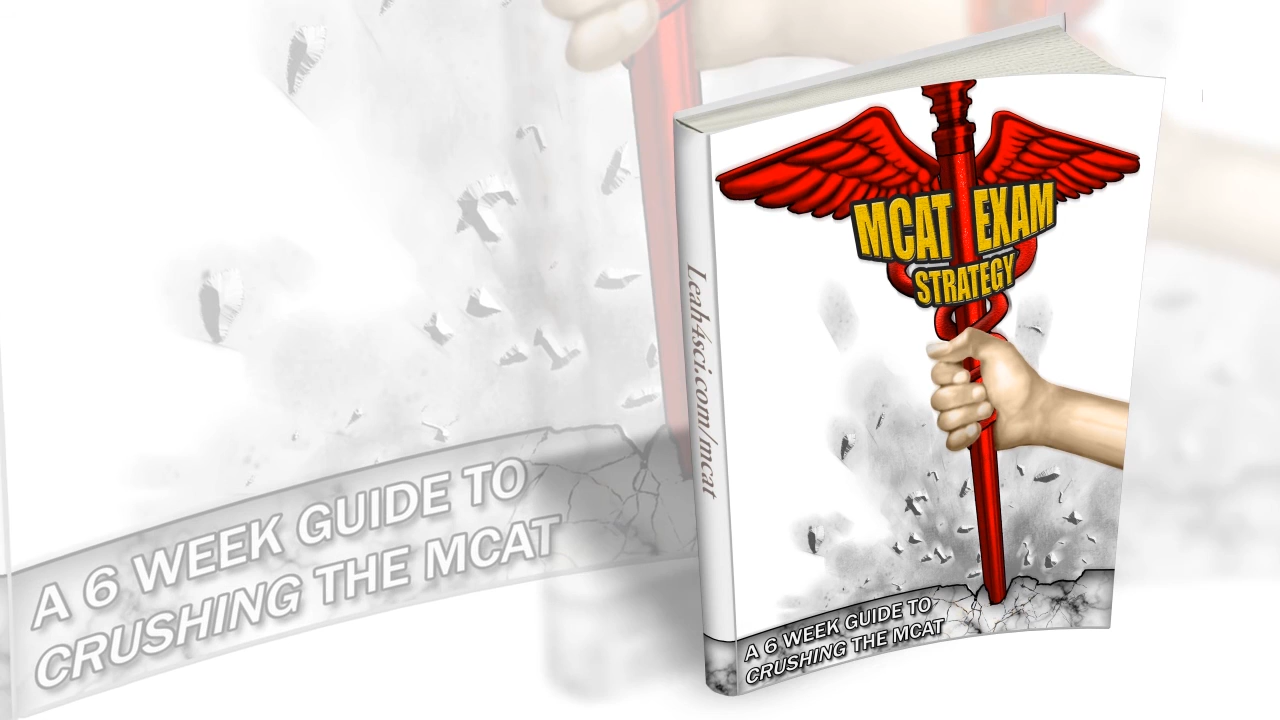 A 6 WEEK GUIDE TO
CRUSHING THE MCAT
Leah4sci.com/mcat
MCAT EXAM
STRATEGY
A 6 WEEK GUIDE TO
CRUSHING THE MCAT